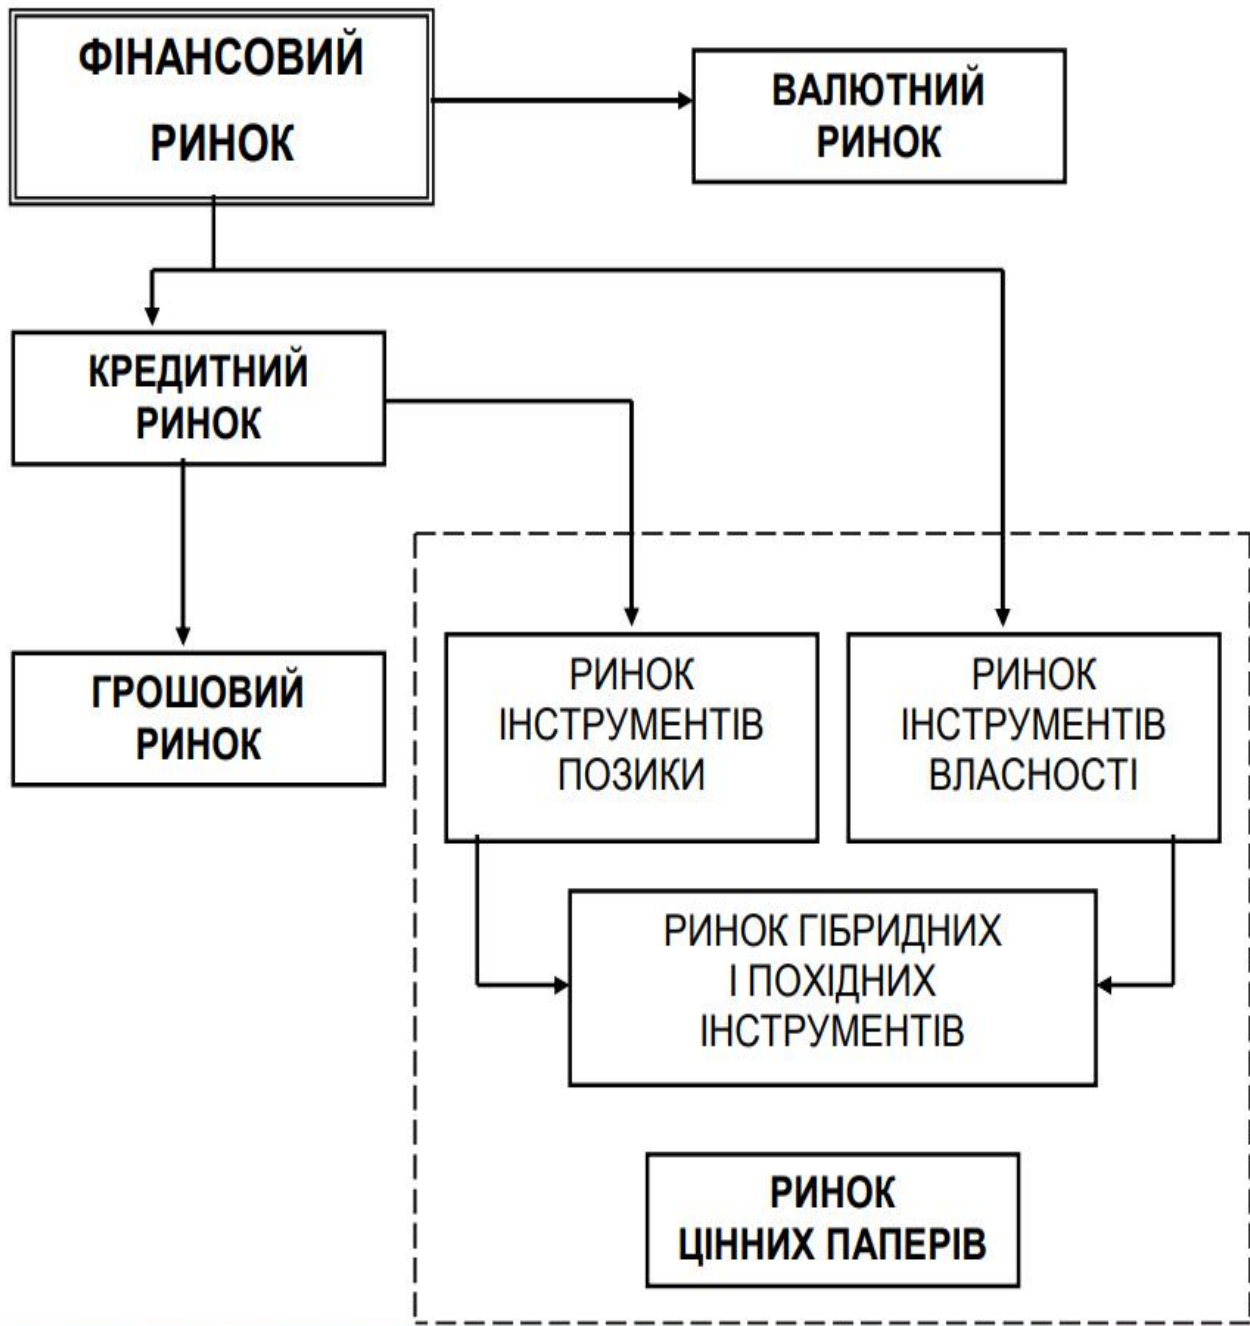 ФІНАНСОВИЙ
РИНОК
ВАЛЮТНИЙ
РИНОК
КРЕДИТНИЙ
РИНОК
ГРОШОВИЙ
РИНОК
РИНОК
ІНСТРУМЕНТІВ
ПОЗИКИ
РИНОК
ІНСТРУМЕНТІВ
ВЛАСНОСТІ
РИНОК ГІБРИДНИХ
І ПОХІДНИХ
ІНСТРУМЕНТІВ
РИНОК
ЦІННИХ ПАПЕРІВ